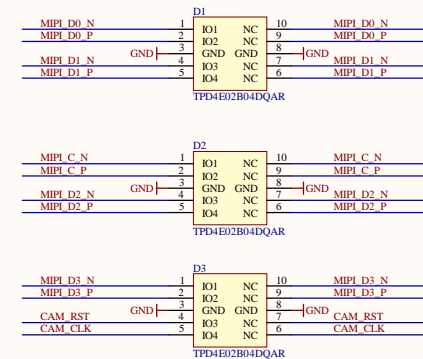 D1
MIPI_D0_N 1 IO1 NC 10 MIPI_D0_N
MIPI_D0_P 2 IO2 NC 9 MIPI_D0_P
GND 3 GND GND 8 GND
MIPI_D1_N 4 IO3 NC 7 MIPI_D1_N
MIPI_D1_P 5 IO4 NC 6 MIPI_D1_P
TPD4E02B04DQAR
D2
MIPI_C_N 1 IO1 NC 10 MIPI_C_N
MIPI_C_P 2 IO2 NC 9 MIPI_C_P
GND 3 GND GND 8 GND
MIPI_D2_N 4 IO3 NC 7 MIPI_D2_N
MIPI_D2_P 5 IO4 NC 6 MIPI_D2_P
TPD4E02B04DQAR
D3
MIPI_D3_N 1 IO1 NC 10 MIPI_D3_N
MIPI_D3_P 2 IO2 NC 9 MIPI_D3_P
GND 3 GND GND 8 GND
CAM_RST 4 IO3 NC 7 CAM_RST
CAM_CLK 5 IO4 NC 6 CAM_CLK
TPD4E02B04DQAR